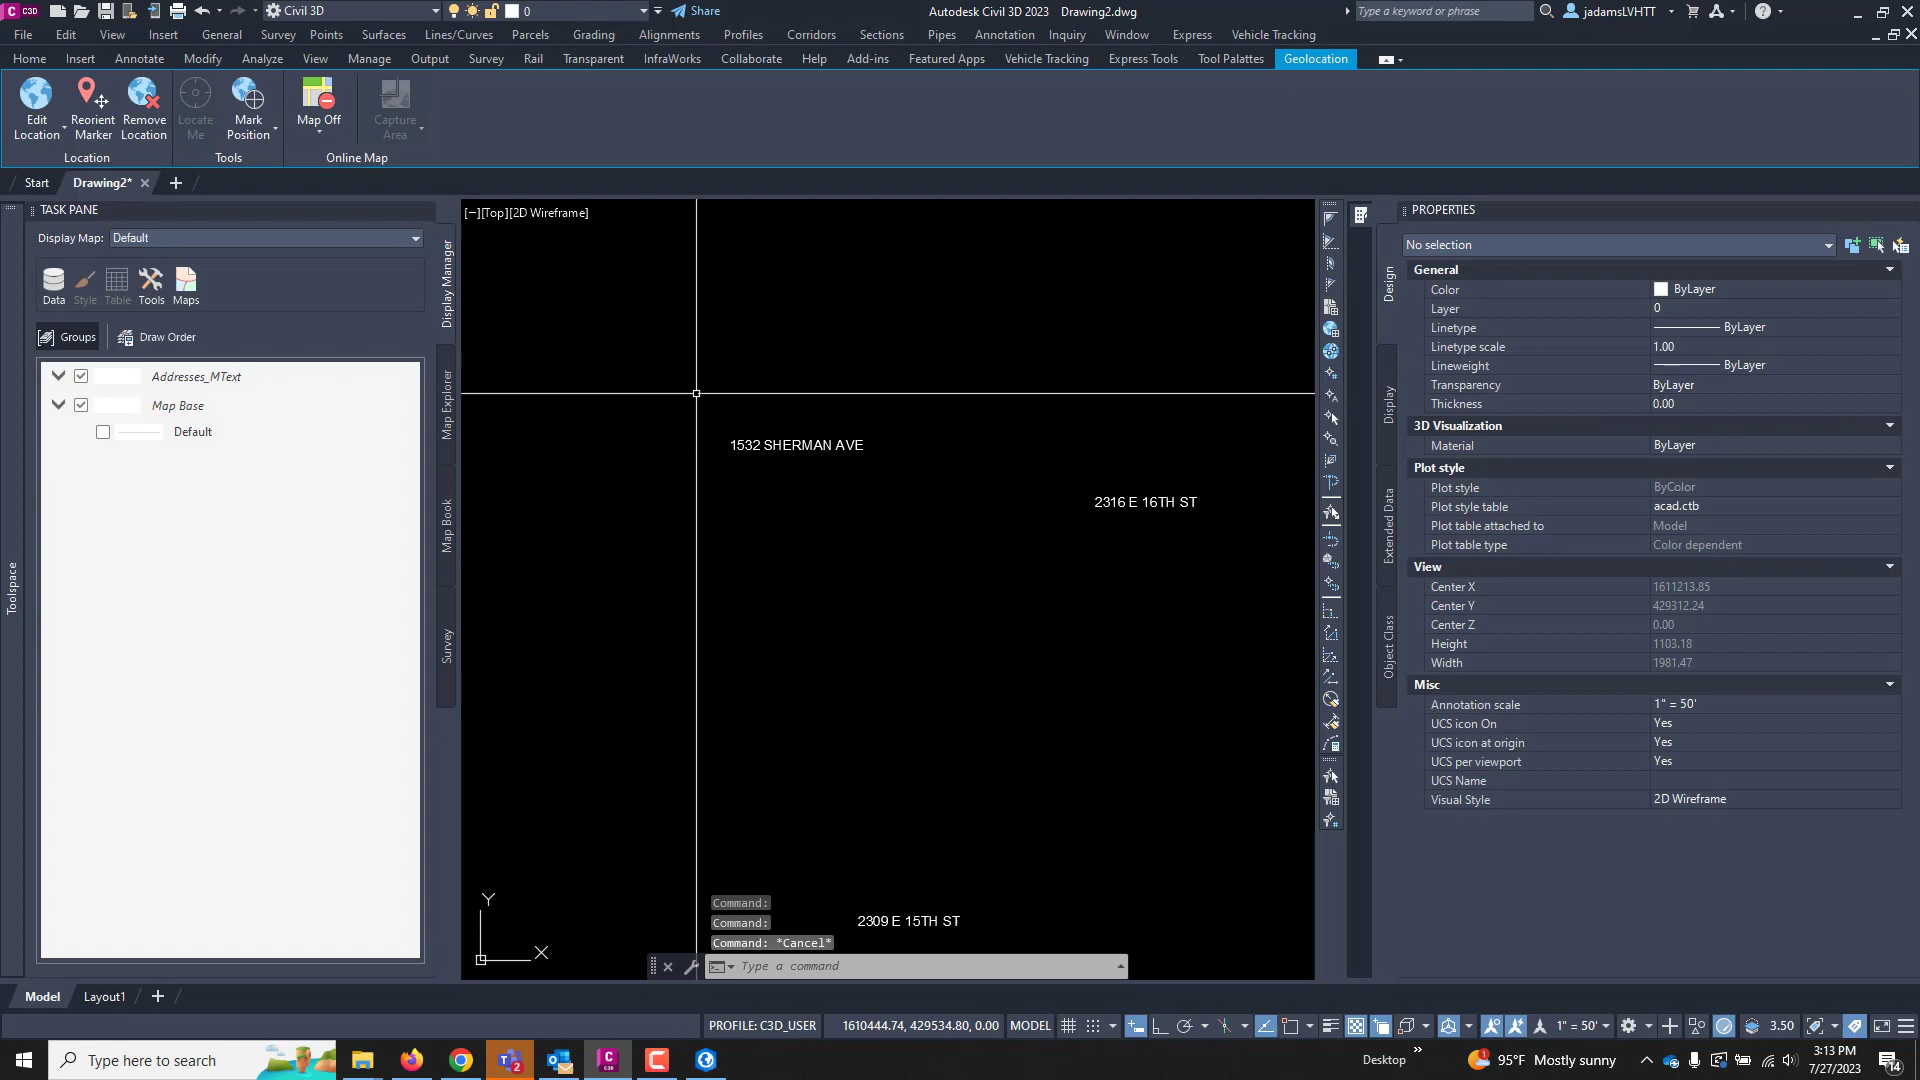 C3D
Civil 3D
0
Share
Autodesk Civil 3D 2023 Drawing2.dwg
Type a keyword or phrase
jadamsLVHTT
File Edit View Insert General Survey Points Surfaces Lines/Curves Parcels Grading Alignments Profiles Corridors Sections Pipes Annotation Inquiry Window Express Vehicle Tracking
Home Insert Annotate Modify Analyze View Manage Output Survey Rail Transparent InfraWorks Collaborate Help Add-ins Featured Apps Vehicle Tracking Express Tools Tool Palettes Geolocation
Edit Location
Reorient Marker
Remove Location
Locate Me
Mark Position
Map Off
Capture Area
Location Tools Online Map
Start Drawing2*
TASK PANE
Display Map: Default
Data Style Table Tools Maps
Groups Draw Order
Addresses_MText
Map Base
Default
Toolspace
Display Manager
Map Explorer
Map Book
Survey
[−][Top][2D Wireframe]
1532 SHERMAN AVE
2316 E 16TH ST
2309 E 15TH ST
Y
X
Command:
Command:
Command: *Cancel*
Type a command
Design
Display
Extended Data
Object Class
PROPERTIES
No selection
General
Color ByLayer
Layer 0
Linetype ByLayer
Linetype scale 1.00
Lineweight ByLayer
Transparency ByLayer
Thickness 0.00
3D Visualization
Material ByLayer
Plot style
Plot style ByColor
Plot style table acad.ctb
Plot table attached to Model
Plot table type Color dependent
View
Center X 1611213.85
Center Y 429312.24
Center Z 0.00
Height 1103.18
Width 1981.47
Misc
Annotation scale 1" = 50'
UCS icon On Yes
UCS icon at origin Yes
UCS per viewport Yes
UCS Name
Visual Style 2D Wireframe
Model Layout1
PROFILE: C3D_USER 1610444.74, 429534.80, 0.00 MODEL 1" = 50' 3.50
Type here to search
Desktop
95°F Mostly sunny
3:13 PM
7/27/2023
14